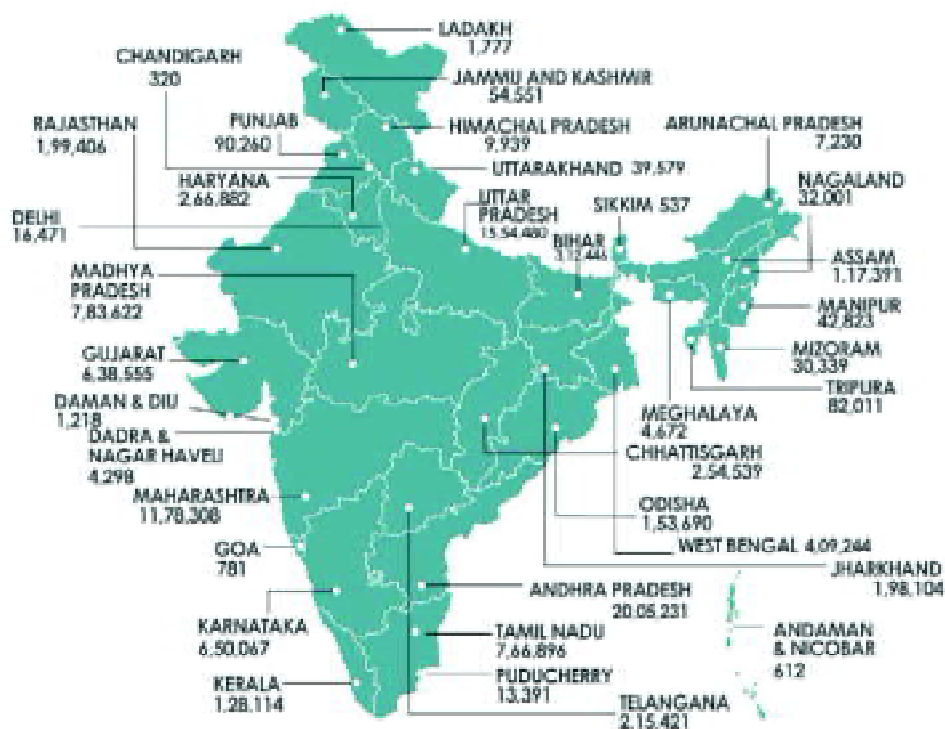 LADAKH
1,777
CHANDIGARH
320
JAMMU AND KASHMIR
54,551
RAJASTHAN
1,99,406
PUNJAB
90,260
HIMACHAL PRADESH
9,939
ARUNACHAL PRADESH
7,230
UTTARAKHAND 39,579
NAGALAND
32,001
HARYANA
2,66,882
UTTAR
PRADESH
15,54,480
SIKKIM 537
DELHI
16,471
BIHAR
3,12,446
ASSAM
1,17,391
MADHYA
PRADESH
7,83,622
MANIPUR
42,823
GUJARAT
6,38,555
MIZORAM
30,339
TRIPURA
82,011
DAMAN & DIU
1,218
MEGHALAYA
4,672
DADRA &
NAGAR HAVELI
4,298
CHHATTISGARH
2,54,539
MAHARASHTRA
11,78,308
ODISHA
1,53,690
GOA
781
WEST BENGAL 4,09,244
JHARKHAND
1,98,104
ANDHRA PRADESH
20,05,231
KARNATAKA
6,50,067
TAMIL NADU
7,66,896
ANDAMAN
& NICOBAR
612
KERALA
1,28,114
PUDUCHERRY
13,391
TELANGANA
2,15,421